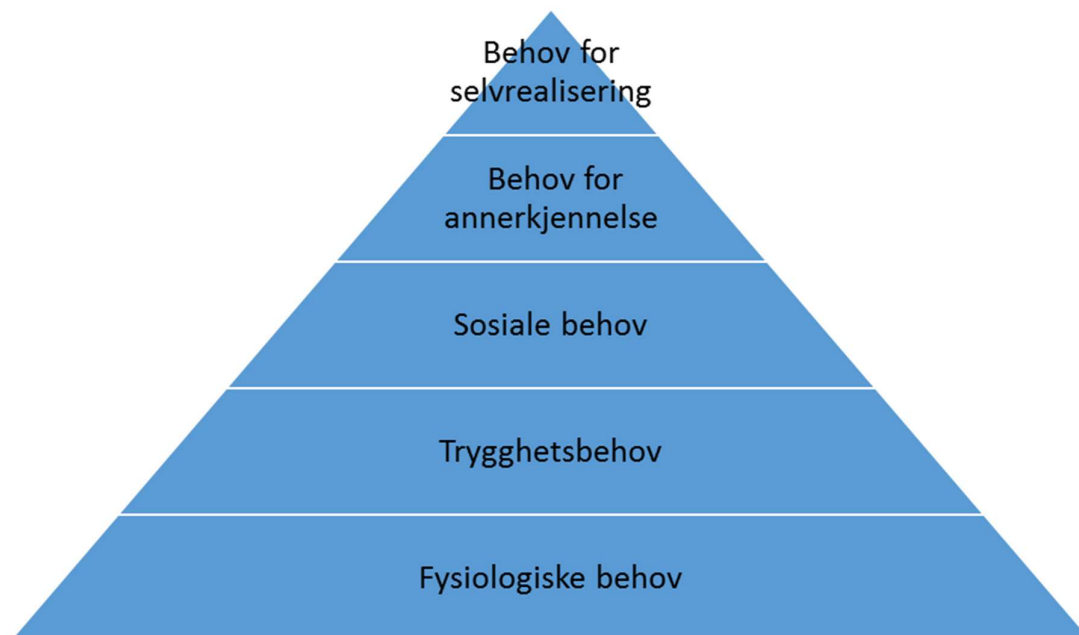 Behov for
selvrealisering
Behov for
annerkjennelse
Sosiale behov
Trygghetsbehov
Fysiologiske behov